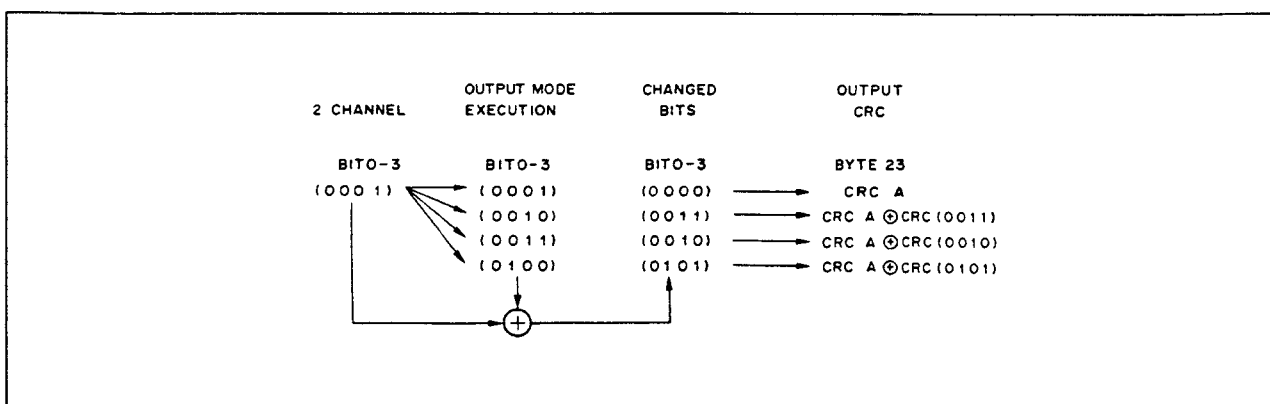 OUTPUT MODE CHANGED OUTPUT
2 CHANNEL EXECUTION BITS CRC
BIT0-3 BIT0-3 BIT0-3 BYTE 23
(0001) (0001) (0000) CRC A
(0010) (0011) CRC A ⊕ CRC (0011)
(0011) (0010) CRC A ⊕ CRC (0010)
(0100) (0101) CRC A ⊕ CRC (0101)
⊕